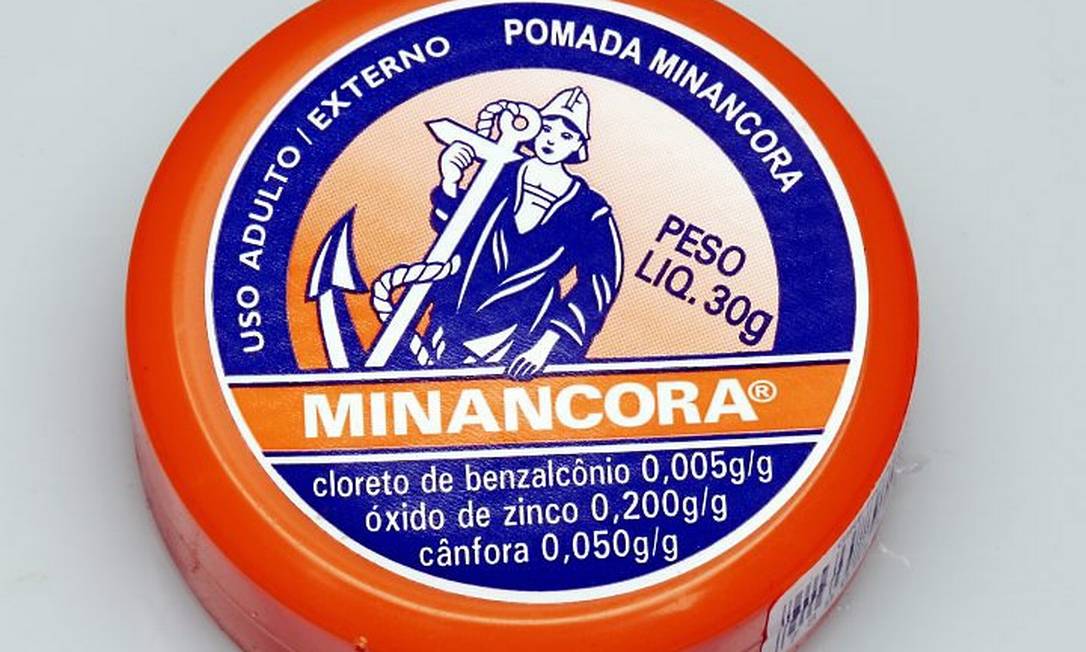 USO ADULTO / EXTERNO
POMADA MINANCORA
PESO
LIQ. 30g
MINANCORA®
cloreto de benzalcônio 0,005g/g
óxido de zinco 0,200g/g
cânfora 0,050g/g